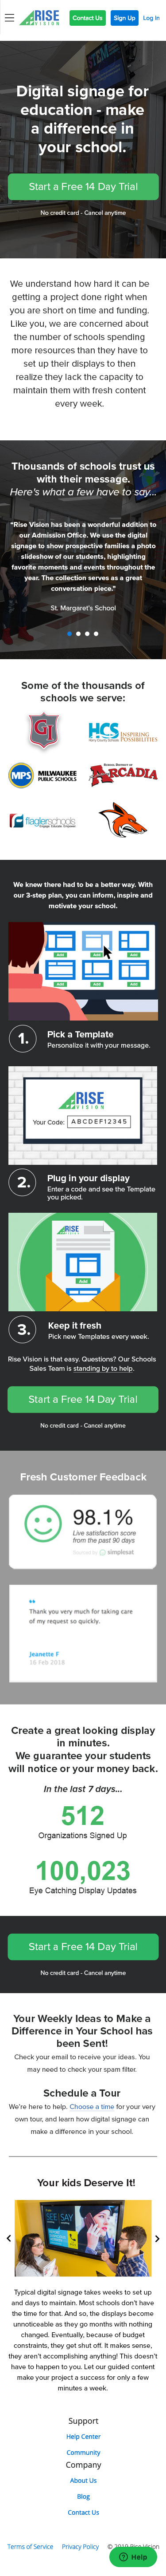 RISE VISION
Contact Us
Sign Up
Log In
Digital signage for
education - make
a difference in
your school.
Start a Free 14 Day Trial
No credit card - Cancel anytime
We understand how hard it can be
getting a project done right when
you are short on time and funding.
Like you, we are concerned about
the number of schools spending
more resources than they have to
set up their displays to then
realize they lack the capacity to
maintain them with fresh content
every week.
Thousands of schools trust us
with their message.
Here's what a few have to say...
"Rise Vision has been a wonderful addition
to our Admission Office. We use the digital
signage to show perspective families a photo
slideshow of our students, highlighting
favorite moments and events throughout the
year. The collection serves as a great
conversation piece."
St. Margaret's School
Some of the thousands of
schools we serve:
GI
HCS INSPIRING POSSIBILITIES
MPS MILWAUKEE PUBLIC SCHOOLS
ARCADIA
flaglerschools
We knew there had to be a better way. With
our 3-step plan, you can inform, inspire and
motivate your school.
Add Add Add
Add Add Add
1. Pick a Template
Personalize it with your message.
RISE VISION
Your Code: ABCDEF12345
2. Plug in your display
Enter a code and see the Template
you picked.
RISE VISION
Add
3. Keep it fresh
Pick new Templates every week.
Rise Vision is that easy. Questions? Our Schools
Sales Team is standing by to help.
Start a Free 14 Day Trial
No credit card - Cancel anytime
Fresh Customer Feedback
98.1%
Live satisfaction score
from the past 90 days
simplesat
Thank you very much for taking care
of my request so quickly.
Jeanette F
16 Feb 2018
Create a great looking display
in minutes.
We guarantee your students
will notice or your money back.
In the last 7 days...
512
Organizations Signed Up
100,023
Eye Catching Display Updates
Start a Free 14 Day Trial
No credit card - Cancel anytime
Your Weekly Ideas to Make a
Difference in Your School has
been Sent!
Check your email to receive your ideas. You
may need to check your spam filter.
Schedule a Tour
We're here to help. Choose a time for your very
own tour, and learn how digital signage can
make a difference in your school.
Your kids Deserve It!
Typical digital signage takes weeks to set up
and days to maintain. Most schools don't have
the time for that. And so, the displays become
unnoticeable as they go months with nothing
changed. Eventually, because of budget
constraints, they get shut off. It makes sense,
they aren't accomplishing anything! This doesn't
have to happen to you. Let our guided content
make your project a success for only a few
minutes a week.
Support
Help Center
Community
Company
About Us
Blog
Contact Us
Terms of Service Privacy Policy © 2019 Rise Vision
Help